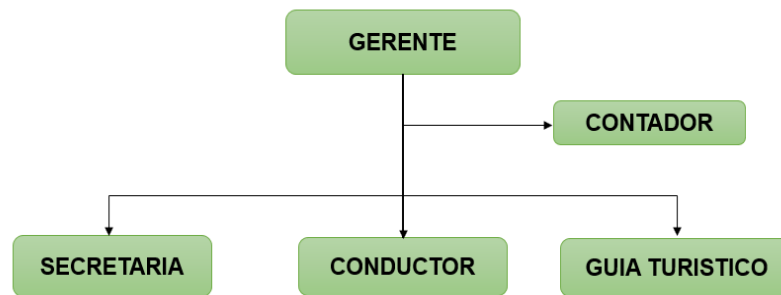 GERENTE
CONTADOR
SECRETARIA
CONDUCTOR
GUIA TURISTICO